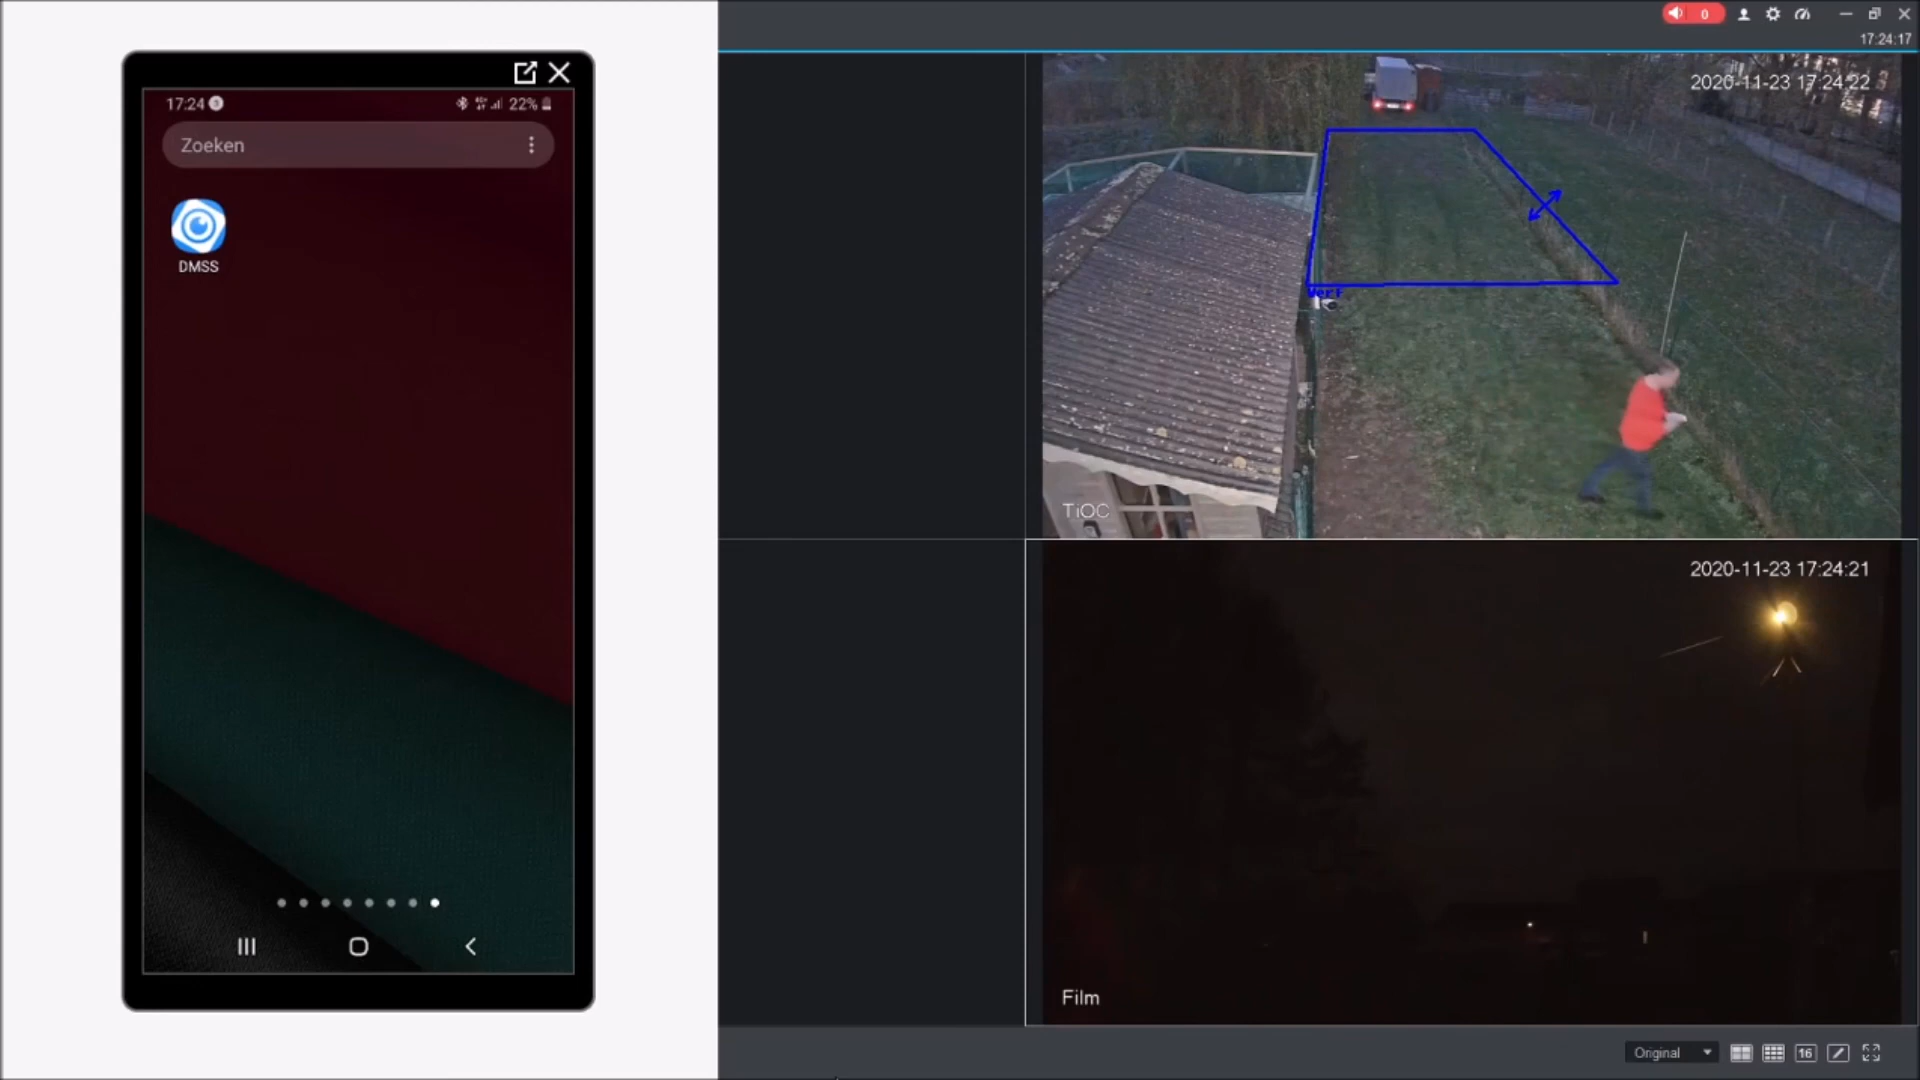 17:24
22%
Zoeken
DMSS
0
17:24:17
2020-11-23 17:24:22
Werf
TiOC
2020-11-23 17:24:21
Film
Original
16